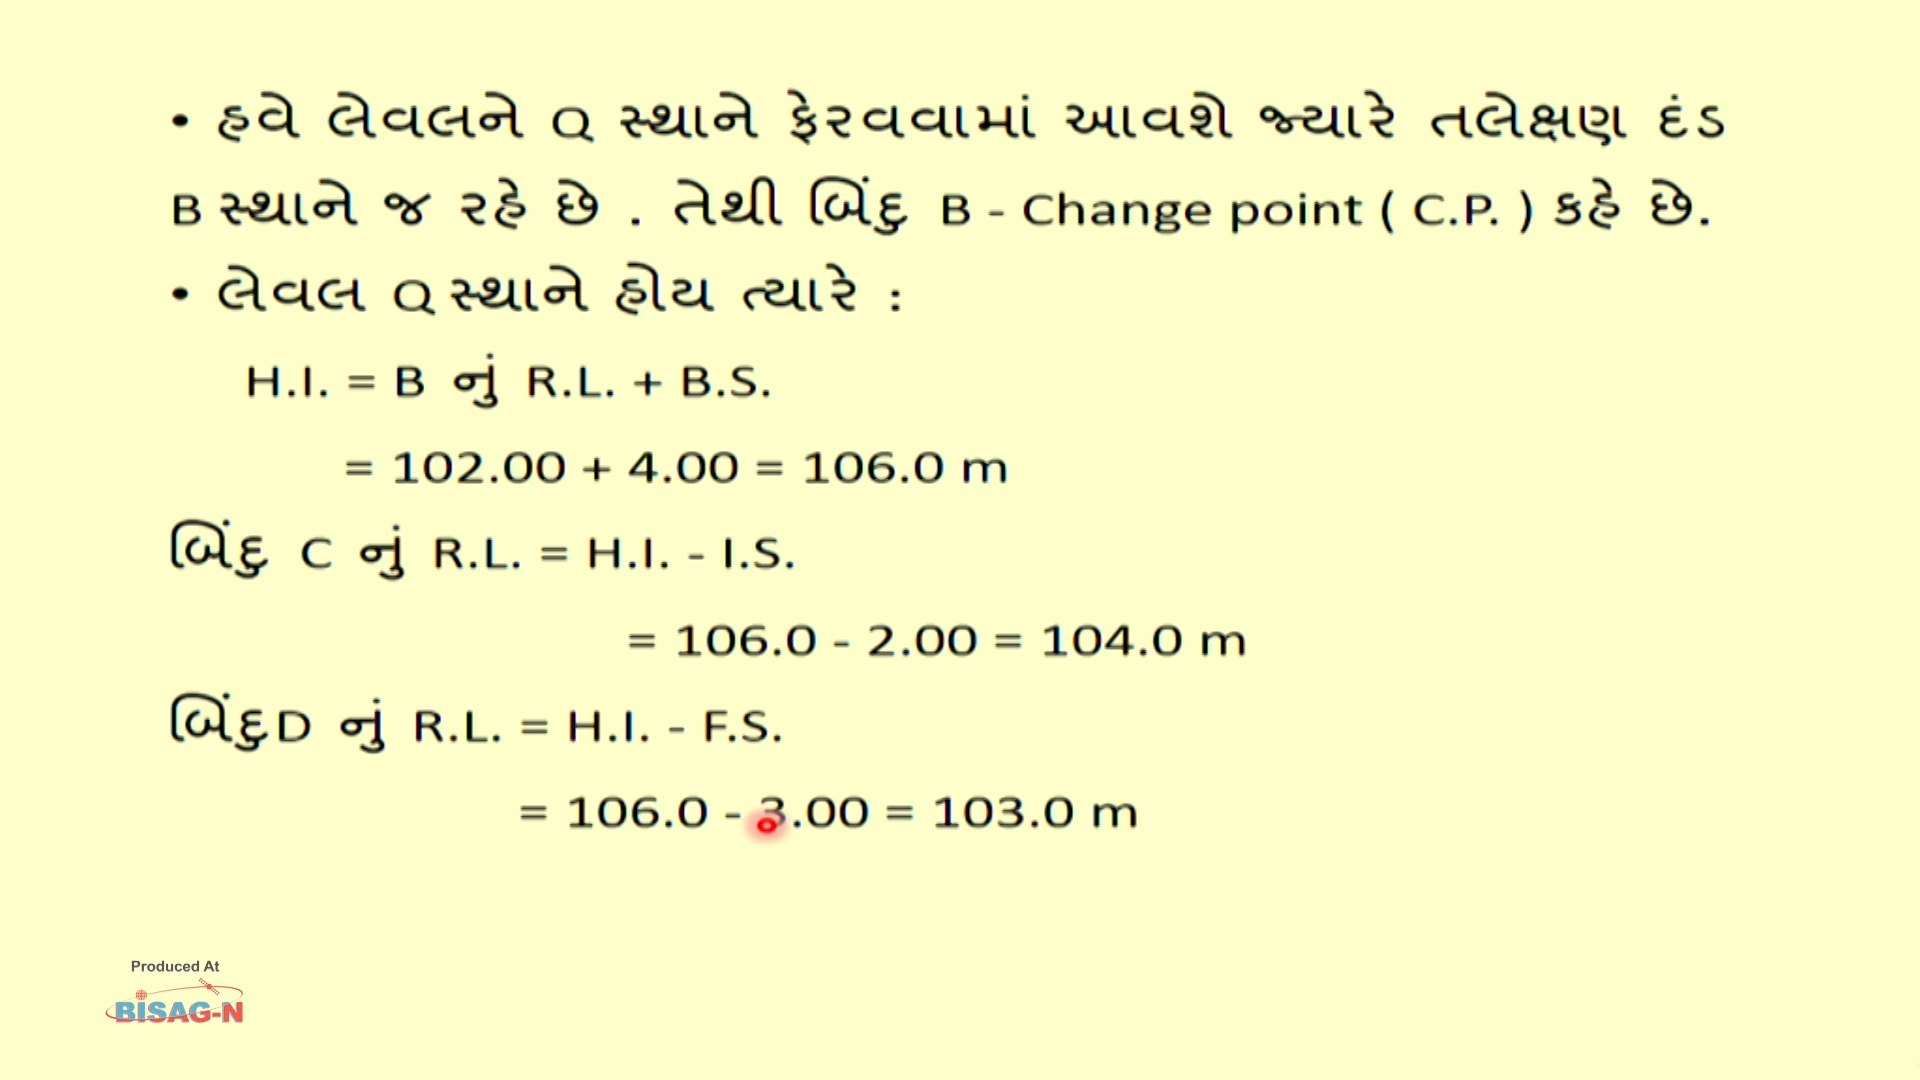 • હવે લેવલને Q સ્થાને ફેરવવામાં આવશે જ્યારે તલેક્ષણ દંડ
B સ્થાને જ રહે છે . તેથી બિંદુ B - Change point ( C.P. ) કહે છે.
• લેવલ Q સ્થાને હોય ત્યારે :
H.I. = B નું R.L. + B.S.
= 102.00 + 4.00 = 106.0 m
બિંદુ C નું R.L. = H.I. - I.S.
= 106.0 - 2.00 = 104.0 m
બિંદુD નું R.L. = H.I. - F.S.
= 106.0 - 3.00 = 103.0 m
Produced At
BISAG-N